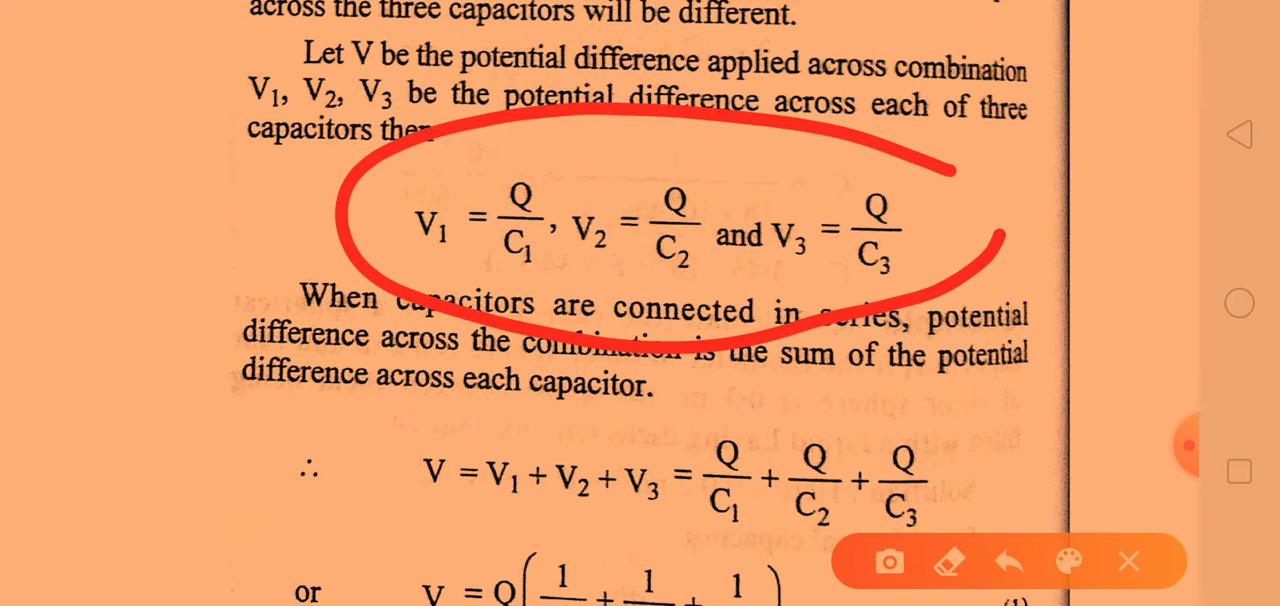 across the three capacitors will be different.
Let V be the potential difference applied across combination
V₁, V₂, V₃ be the potential difference across each of three
capacitors then
V₁ = Q/C₁, V₂ = Q/C₂ and V₃ = Q/C₃
When capacitors are connected in series, potential
difference across the combination is the sum of the potential
difference across each capacitor.
∴ V = V₁ + V₂ + V₃ = Q/C₁ + Q/C₂ + Q/C₃
or V = Q( 1 + 1 + 1 )